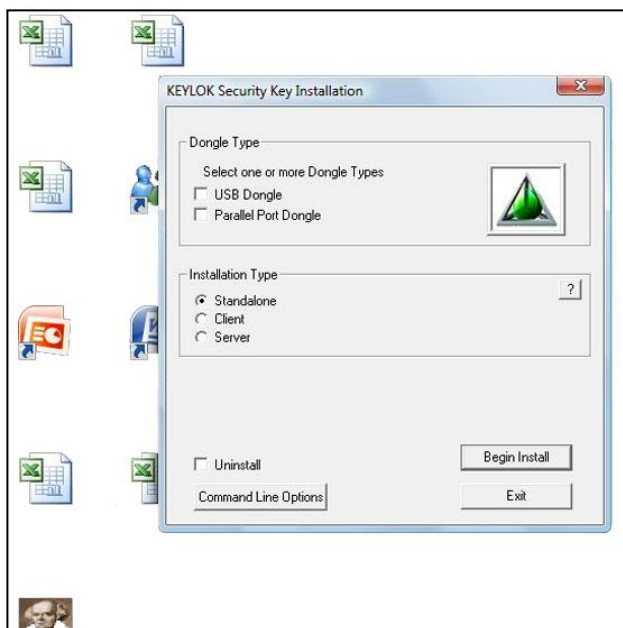 KEYLOK Security Key Installation
Dongle Type
Select one or more Dongle Types
USB Dongle
Parallel Port Dongle
Installation Type
?
Standalone
Client
Server
Uninstall
Begin Install
Command Line Options
Exit